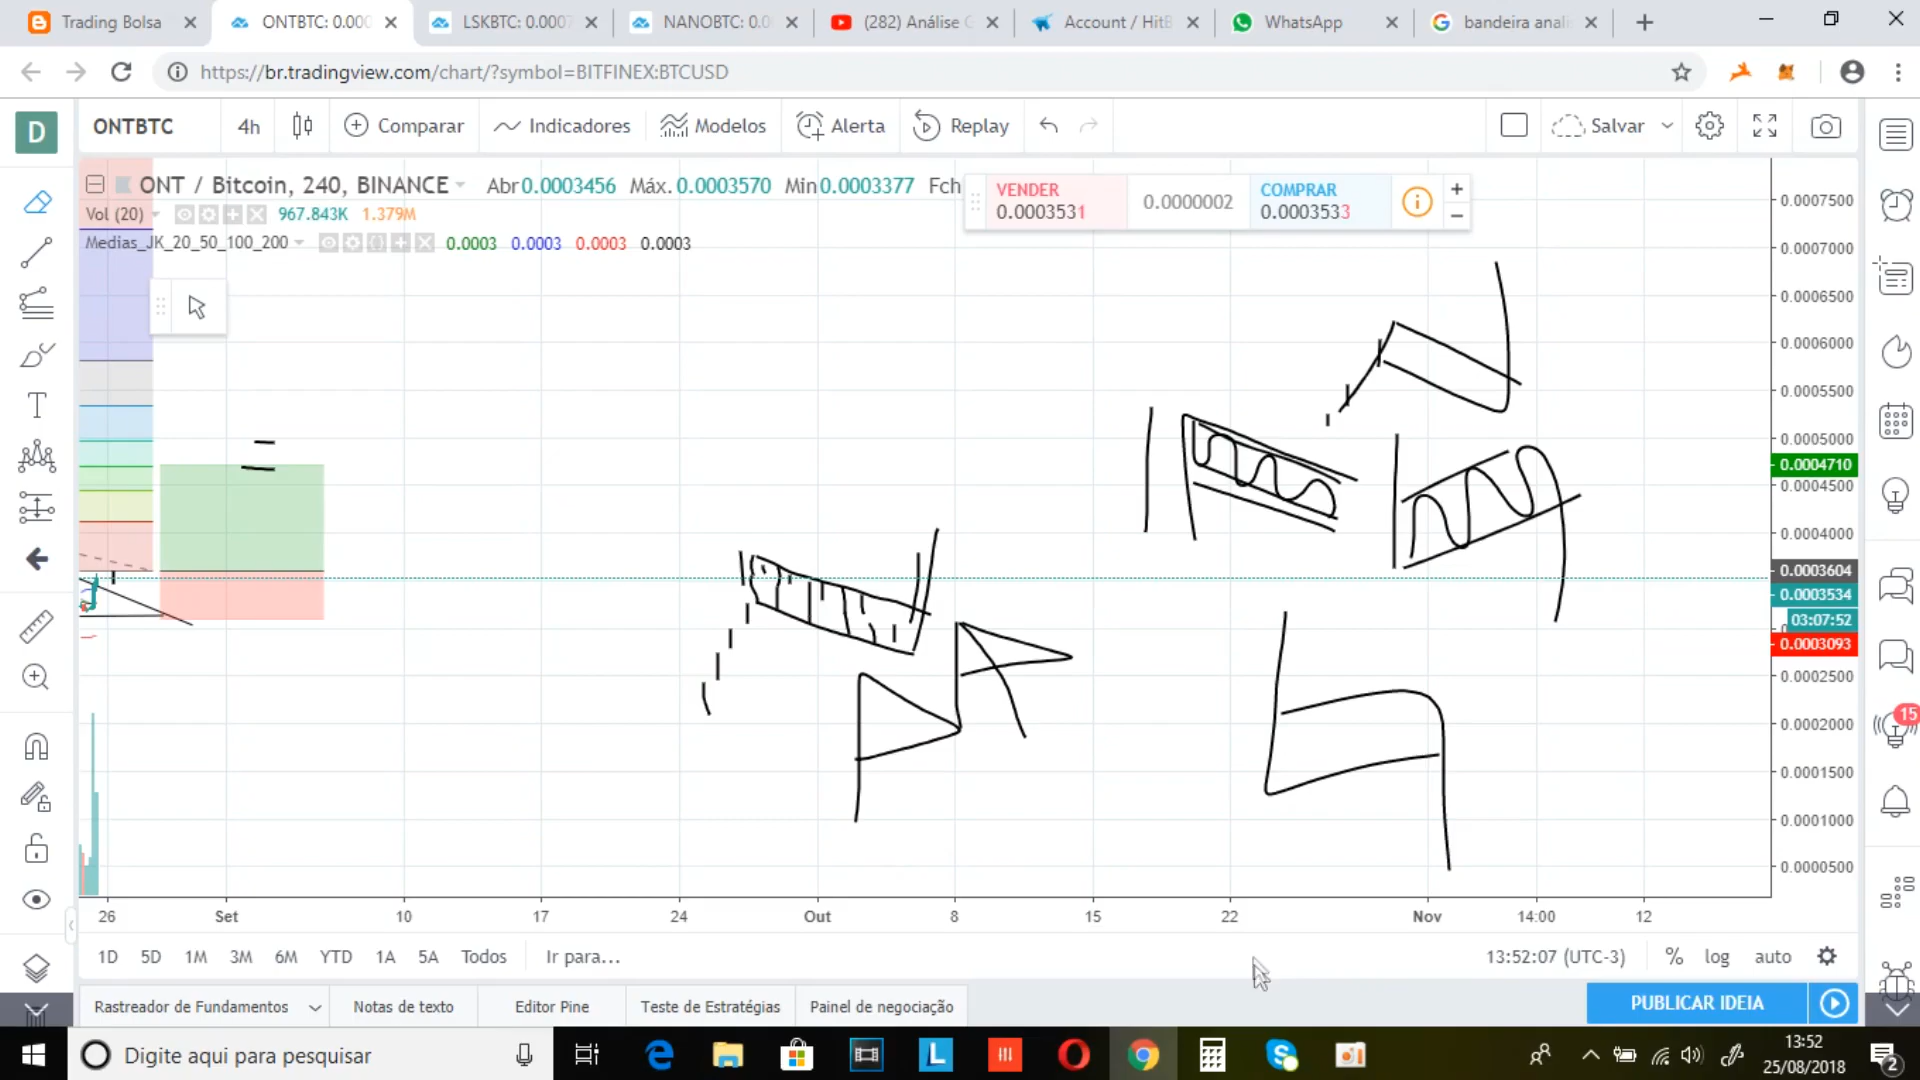 Trading Bolsa
ONTBTC: 0.000
LSKBTC: 0.000
NANOBTC: 0.0
(282) Análise G
Account / HitB
WhatsApp
bandeira anali
https://br.tradingview.com/chart/?symbol=BITFINEX:BTCUSD
D
ONTBTC
4h
Comparar
Indicadores
Modelos
Alerta
Replay
Salvar
ONT / Bitcoin, 240, BINANCE
Abr0.0003456 Máx.0.0003570 Min0.0003377 Fch
VENDER
0.0003531
0.0000002
COMPRAR
0.0003533
Vol (20)
967.843K 1.379M
Medias_JK_20_50_100_200
0.0003 0.0003 0.0003 0.0003
0.0007500
0.0007000
0.0006500
0.0006000
0.0005500
0.0005000
0.0004710
0.0004500
0.0004000
0.0003604
0.0003534
03:07:52
0.0003093
0.0002500
0.0002000
0.0001500
0.0001000
0.0000500
15
26 Set 10 17 24 Out 8 15 22 Nov 14:00 12
1D 5D 1M 3M 6M YTD 1A 5A Todos Ir para...
13:52:07 (UTC-3) % log auto
Rastreador de Fundamentos
Notas de texto
Editor Pine
Teste de Estratégias
Painel de negociação
PUBLICAR IDEIA
Digite aqui para pesquisar
13:52
25/08/2018
2